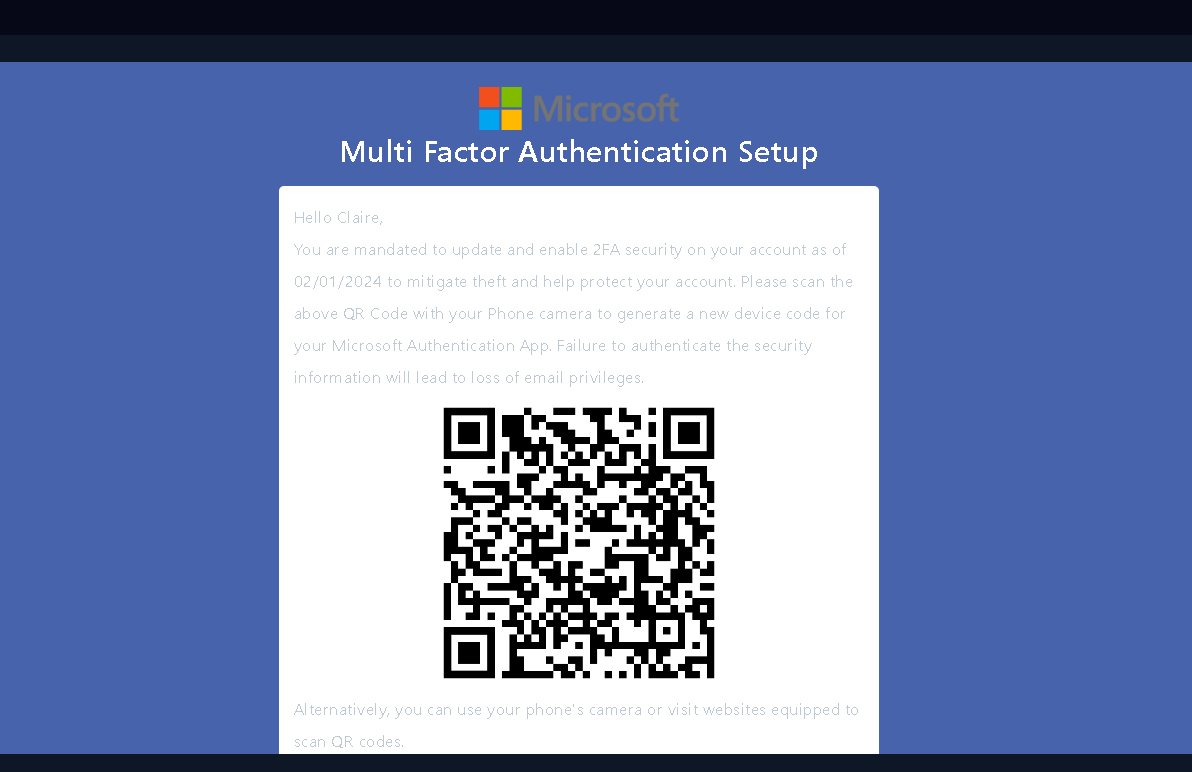 Microsoft
Multi Factor Authentication Setup
Hello Claire,
You are mandated to update and enable 2FA security on your account as of
02/01/2024 to mitigate theft and help protect your account. Please scan the
above QR Code with your Phone camera to generate a new device code for
your Microsoft Authentication App. Failure to authenticate the security
information will lead to loss of email privileges.
Alternatively, you can use your phone's camera or visit websites equipped to
scan QR codes.